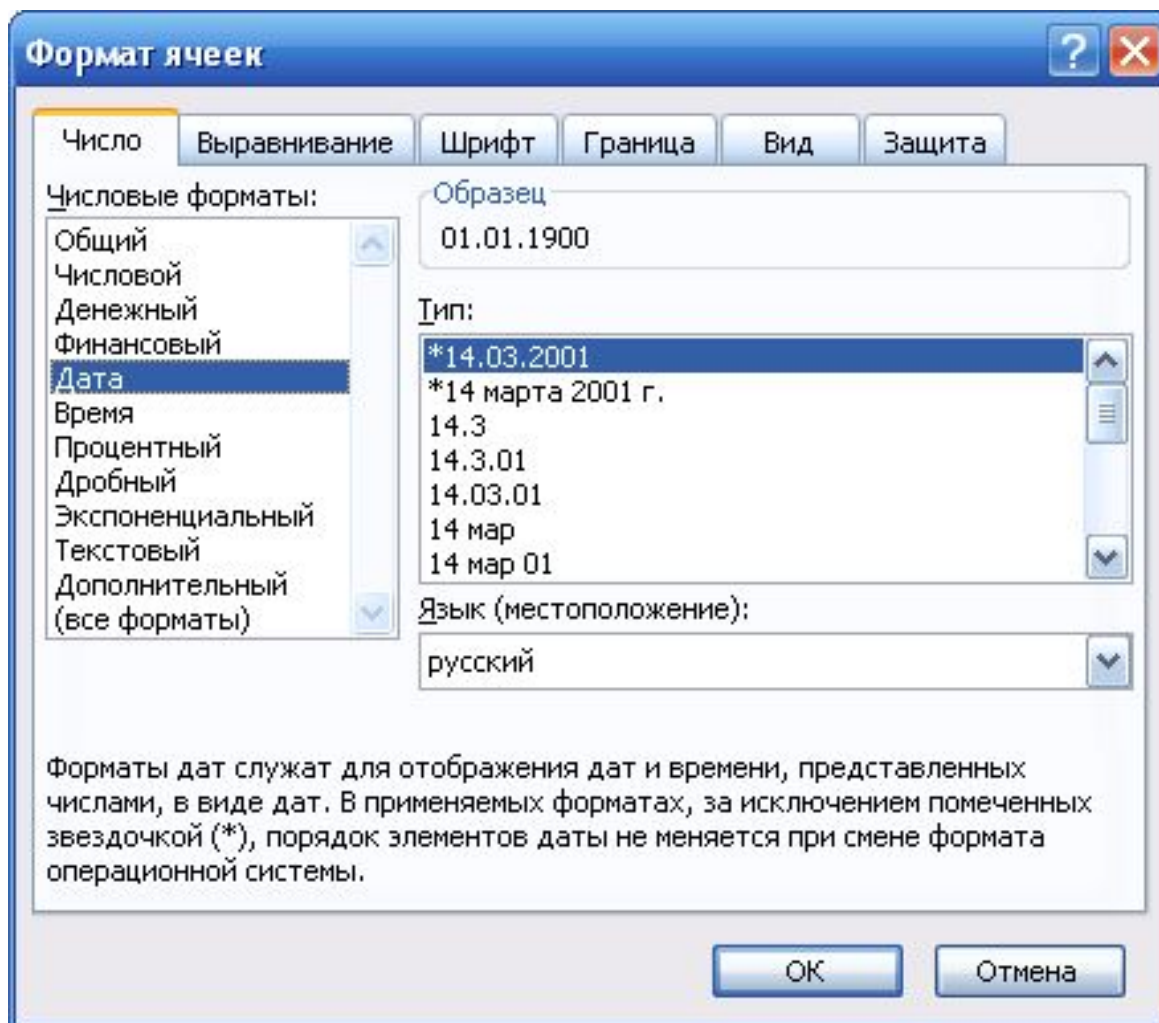 Формат ячеек
Число
Выравнивание
Шрифт
Граница
Вид
Защита
Числовые форматы:
Общий
Числовой
Денежный
Финансовый
Дата
Время
Процентный
Дробный
Экспоненциальный
Текстовый
Дополнительный
(все форматы)
Образец
01.01.1900
Тип:
*14.03.2001
*14 марта 2001 г.
14.3
14.3.01
14.03.01
14 мар
14 мар 01
Язык (местоположение):
русский
Форматы дат служат для отображения дат и времени, представленных
числами, в виде дат. В применяемых форматах, за исключением помеченных
звездочкой (*), порядок элементов даты не меняется при смене формата
операционной системы.
ОК
Отмена